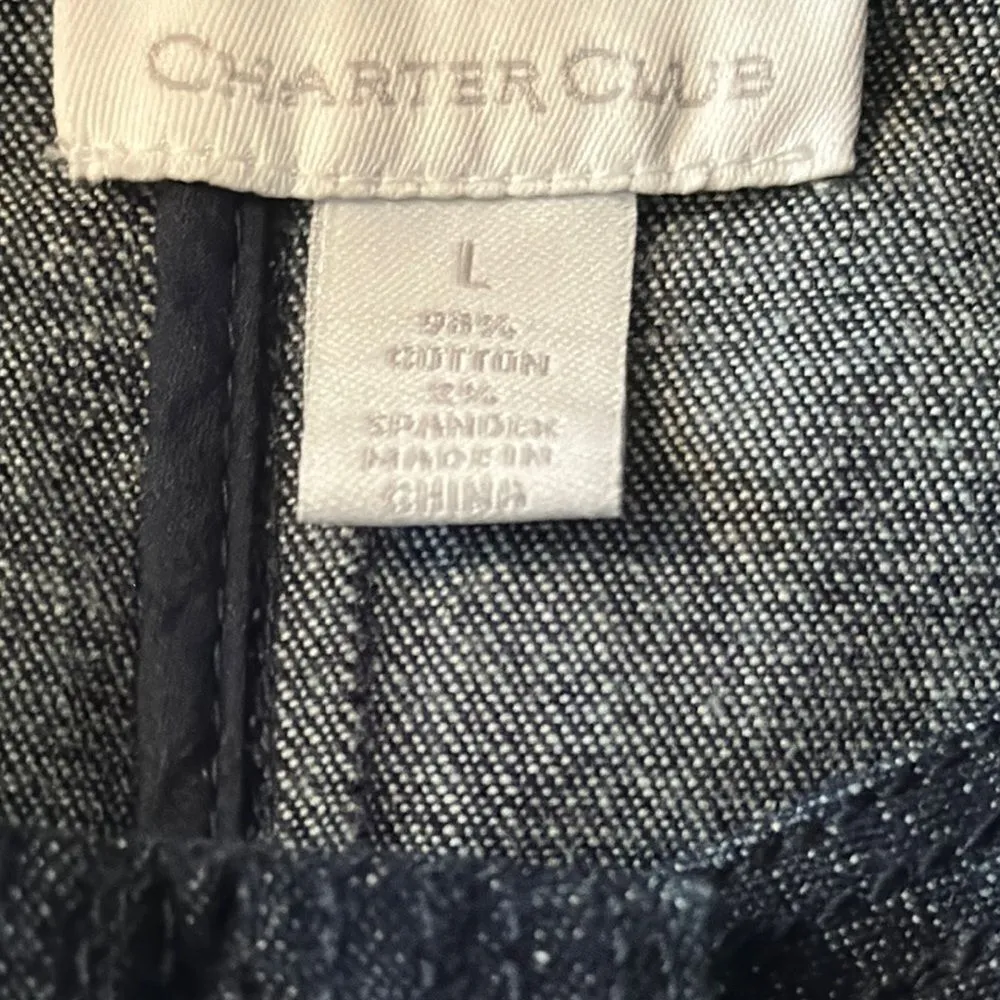 CHARTER CLUB
L
98%
COTTON
2%
SPANDEX
MADE IN
CHINA